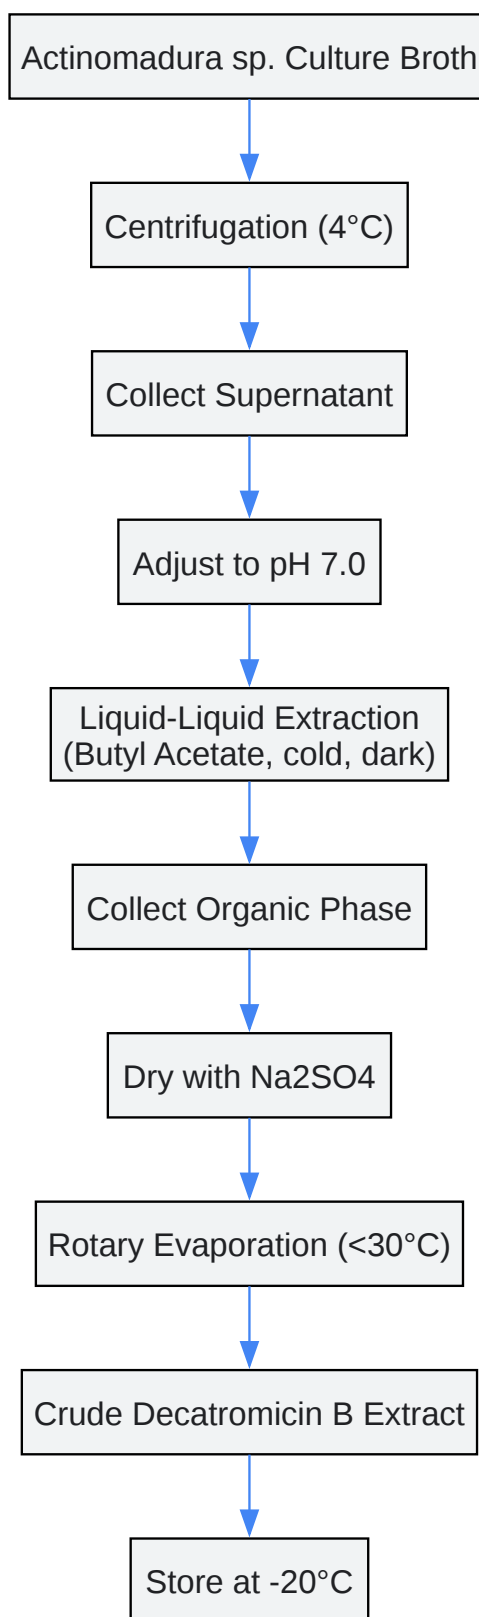 Actinomadura sp. Culture Broth
Centrifugation (4°C)
Collect Supernatant
Adjust to pH 7.0
Liquid-Liquid Extraction
(Butyl Acetate, cold, dark)
Collect Organic Phase
Dry with Na2SO4
Rotary Evaporation (<30°C)
Crude Decatromicin B Extract
Store at -20°C